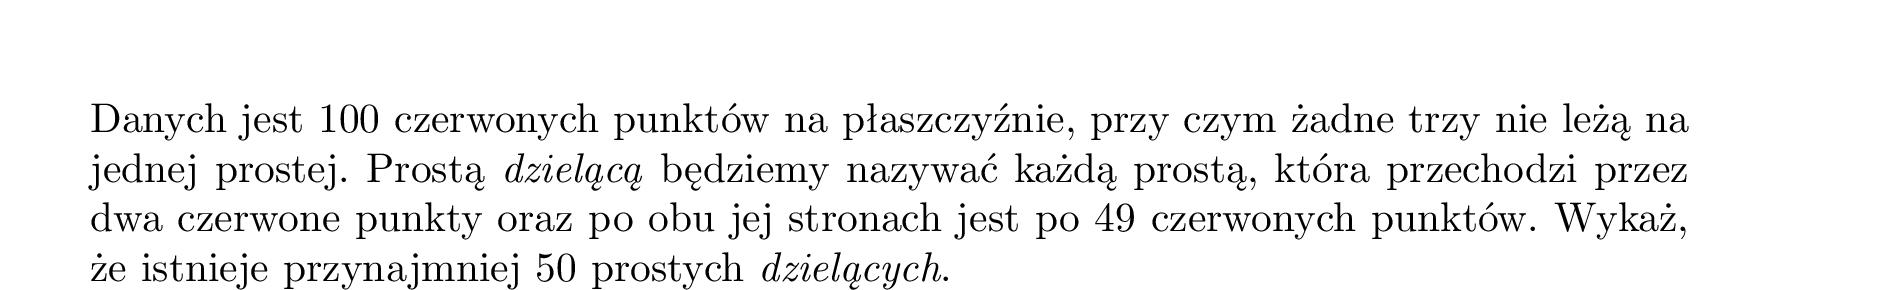 Danych jest 100 czerwonych punktów na płaszczyźnie, przy czym żadne trzy nie leżą na
jednej prostej. Prostą dzielącą będziemy nazywać każdą prostą, która przechodzi przez
dwa czerwone punkty oraz po obu jej stronach jest po 49 czerwonych punktów. Wykaż,
że istnieje przynajmniej 50 prostych dzielących.